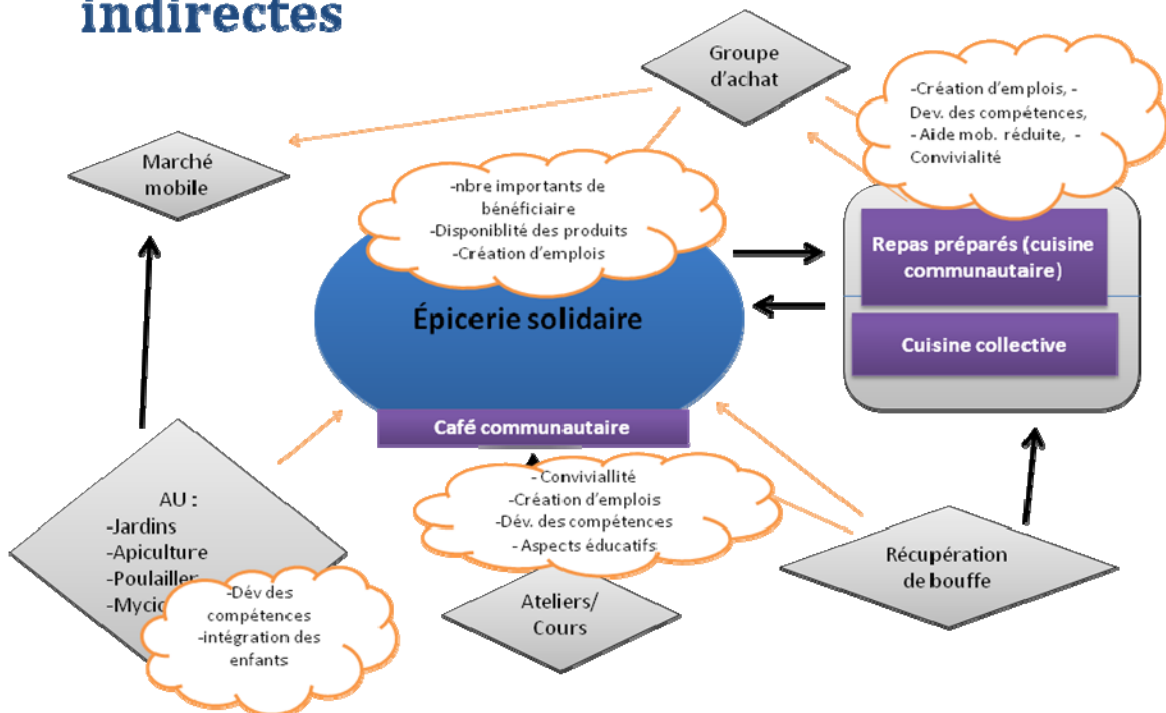 indirectes
Groupe
d'achat
-Création d'emplois, -
Dev. des compétences,
- Aide mob. réduite, -
Convivialité
Marché
mobile
-nbre importants de
bénéficiaire
-Disponiblité des produits
-Création d'emplois
Repas préparés (cuisine
communautaire)
Épicerie solidaire
Cuisine collective
Café communautaire
- Conviviallité
-Création d'emplois
-Dév. des compétences
- Aspects éducatifs
AU :
-Jardins
-Apiculture
-Poulailler
-Dév des
compétences
-intégration des
enfants
Ateliers/
Cours
Récupération
de bouffe